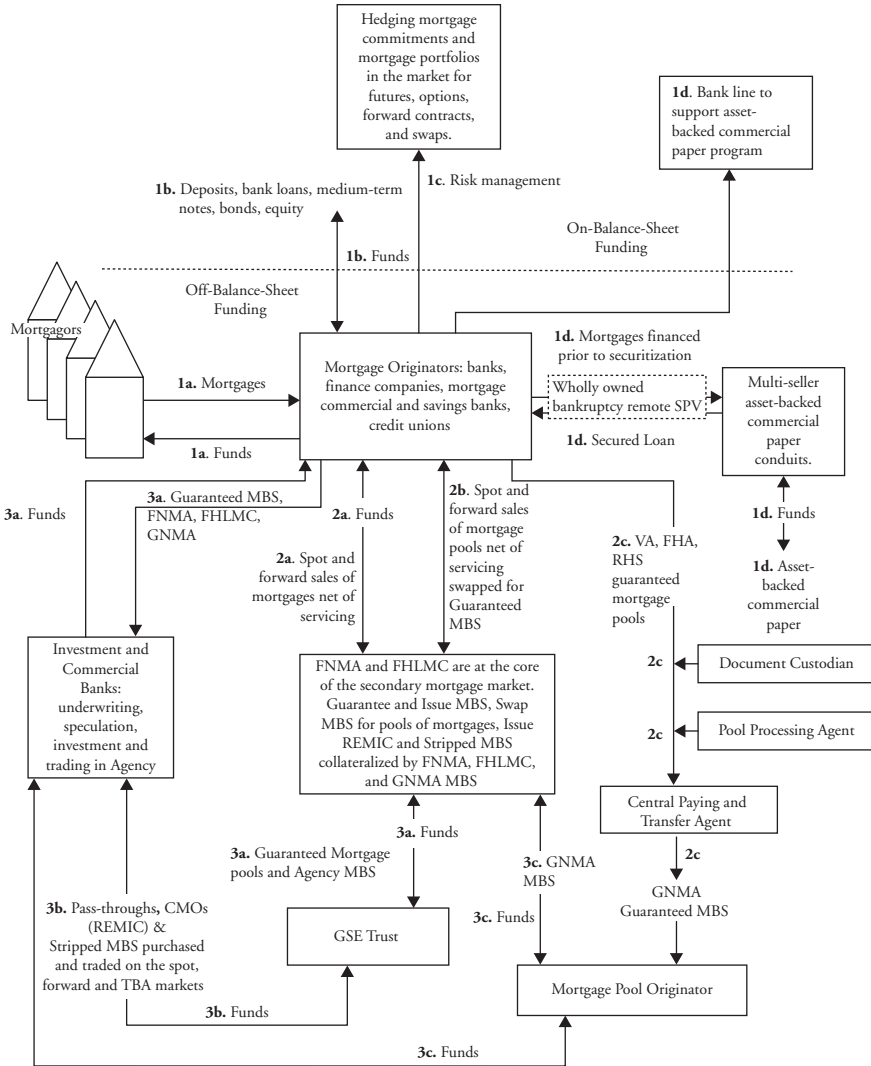 Hedging mortgage
commitments and
mortgage portfolios
in the market for
futures, options,
forward contracts,
and swaps.
1d. Bank line to
support asset-
backed commercial
paper program
1b. Deposits, bank loans, medium-term
notes, bonds, equity
1c. Risk management
On-Balance-Sheet
Funding
1b. Funds
Off-Balance-Sheet
Funding
Mortgagors
1a. Mortgages
1a. Funds
Mortgage Originators: banks,
finance companies, mortgage
commercial and savings banks,
credit unions
1d. Mortgages financed
prior to securitization
Wholly owned
bankruptcy remote SPV
1d. Secured Loan
Multi-seller
asset-backed
commercial
paper
conduits.
1d. Funds
1d. Asset-
backed
commercial
paper
3a. Funds
3a. Guaranteed MBS,
FNMA, FHLMC,
GNMA
2a. Funds
2a. Spot and
forward sales of
mortgages net of
servicing
2b. Spot and
forward sales
of mortgage
pools net of
servicing
swapped for
Guaranteed
MBS
2c. VA, FHA,
RHS
guaranteed
mortgage
pools
2c
Document Custodian
2c
Pool Processing Agent
Investment and
Commercial
Banks:
underwriting,
speculation,
investment and
trading in Agency
FNMA and FHLMC are at the core
of the secondary mortgage market.
Guarantee and Issue MBS, Swap
MBS for pools of mortgages, Issue
REMIC and Stripped MBS
collateralized by FNMA, FHLMC,
and GNMA MBS
Central Paying and
Transfer Agent
2c
GNMA
Guaranteed MBS
3a. Funds
3a. Guaranteed Mortgage
pools and Agency MBS
3c. GNMA
MBS
3c. Funds
3b. Pass-throughs, CMOs
(REMIC) &
Stripped MBS purchased
and traded on the spot,
forward and TBA markets
GSE Trust
3b. Funds
Mortgage Pool Originator
3c. Funds